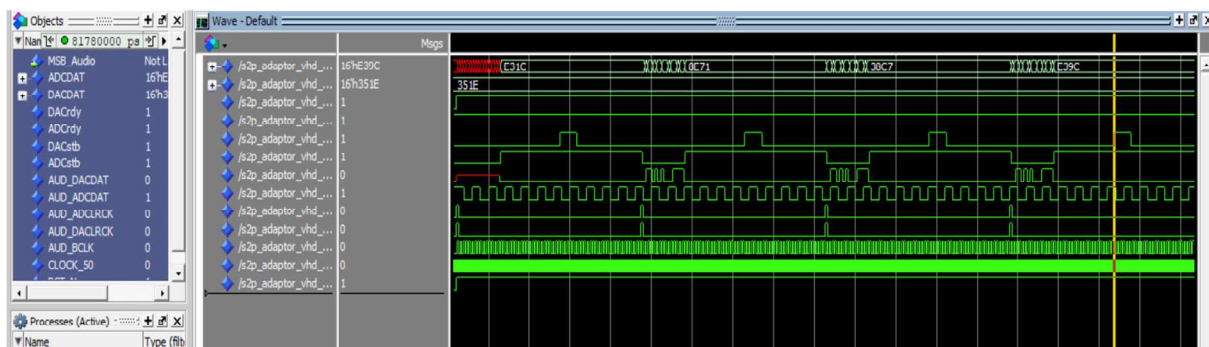 Objects
Wave - Default
81780000 ps
Msgs
MSB_Audio Not L
ADCDAT 16'hE
DACDAT 16'h3
DACrdy 1
ADCrdy 1
DACstb 1
ADCstb 1
AUD_DACDAT 0
AUD_ADCDAT 1
AUD_ADCLRCK 0
AUD_DACLRCK 0
AUD_BCLK 0
CLOCK_50 0
/s2p_adaptor_vhd_... 16'hE39C
/s2p_adaptor_vhd_... 16'h351E
/s2p_adaptor_vhd_... 1
/s2p_adaptor_vhd_... 1
/s2p_adaptor_vhd_... 1
/s2p_adaptor_vhd_... 1
/s2p_adaptor_vhd_... 0
/s2p_adaptor_vhd_... 1
/s2p_adaptor_vhd_... 0
/s2p_adaptor_vhd_... 0
/s2p_adaptor_vhd_... 0
/s2p_adaptor_vhd_... 0
/s2p_adaptor_vhd_... 1
E31C 8E71 38C7 E39C
351E
Processes (Active)
Name Type (filt